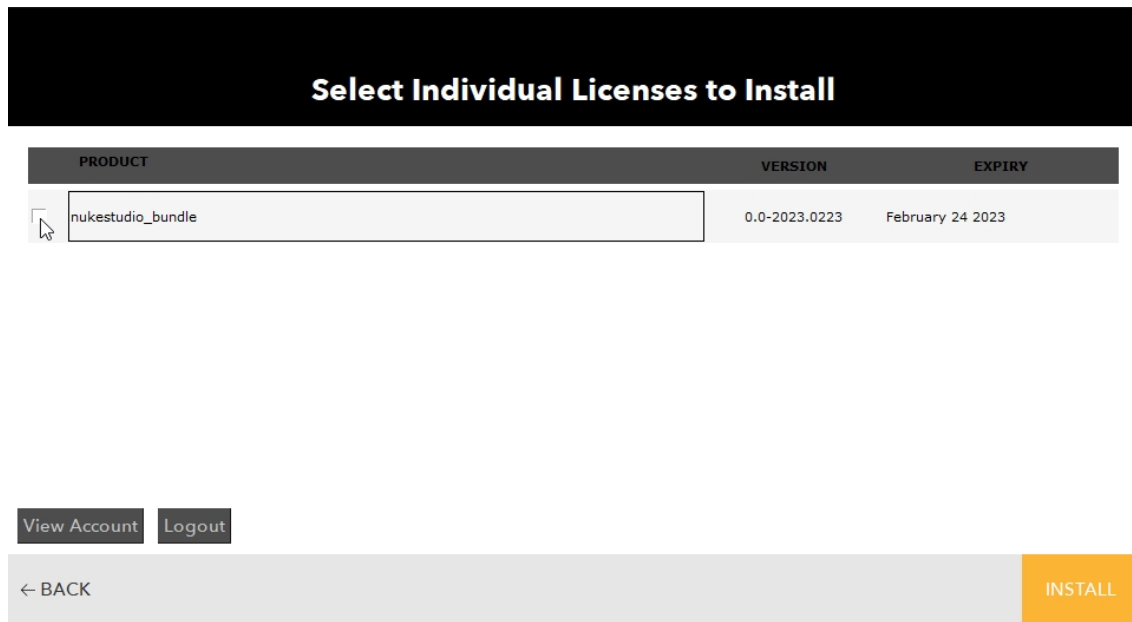 Select Individual Licenses to Install
PRODUCT VERSION EXPIRY
nukestudio_bundle 0.0-2023.0223 February 24 2023
View Account Logout
← BACK INSTALL